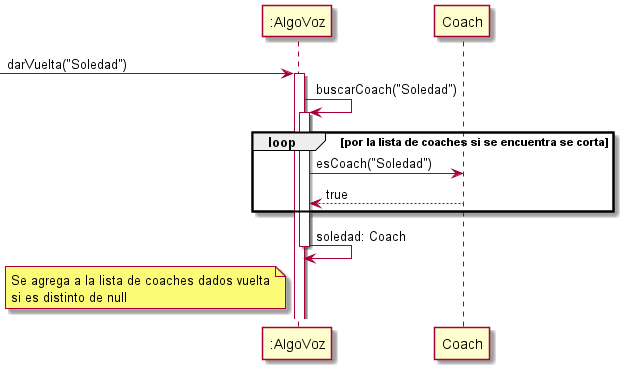 :AlgoVoz
Coach
darVuelta("Soledad")
buscarCoach("Soledad")
loop
[por la lista de coaches si se encuentra se corta]
esCoach("Soledad")
true
soledad: Coach
Se agrega a la lista de coaches dados vuelta
si es distinto de null
:AlgoVoz
Coach